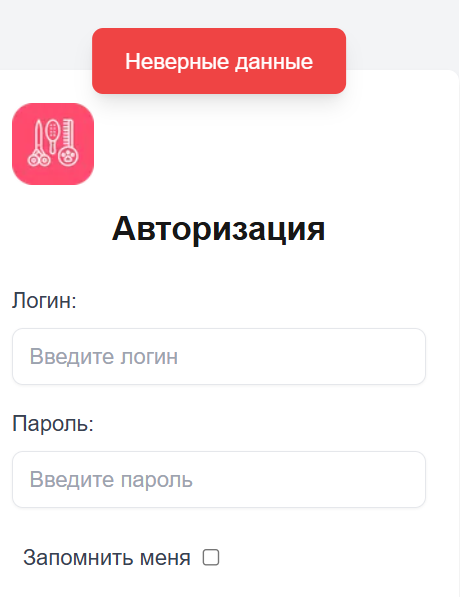 Неверные данные
Авторизация
Логин:
Введите логин
Пароль:
Введите пароль
Запомнить меня